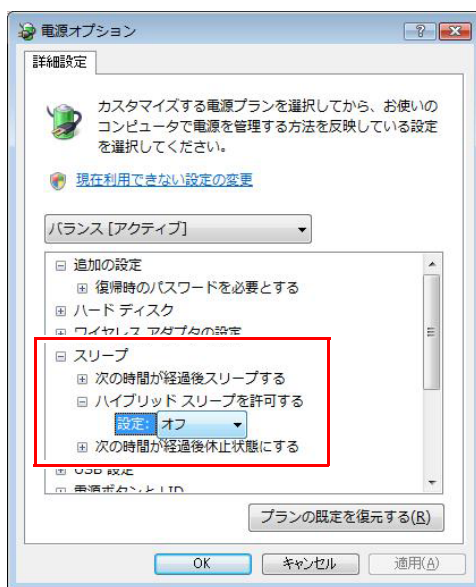 電源オプション
詳細設定
カスタマイズする電源プランを選択してから、お使いの
コンピュータで電源を管理する方法を反映している設定
を選択してください。
現在利用できない設定の変更
バランス [アクティブ]
追加の設定
復帰時のパスワードを必要とする
ハード ディスク
ワイヤレス アダプタの設定
スリープ
次の時間が経過後スリープする
ハイブリッド スリープを許可する
設定: オフ
次の時間が経過後休止状態にする
USB 設定
電源ボタンと LID
プランの既定を復元する(R)
OK キャンセル 適用(A)